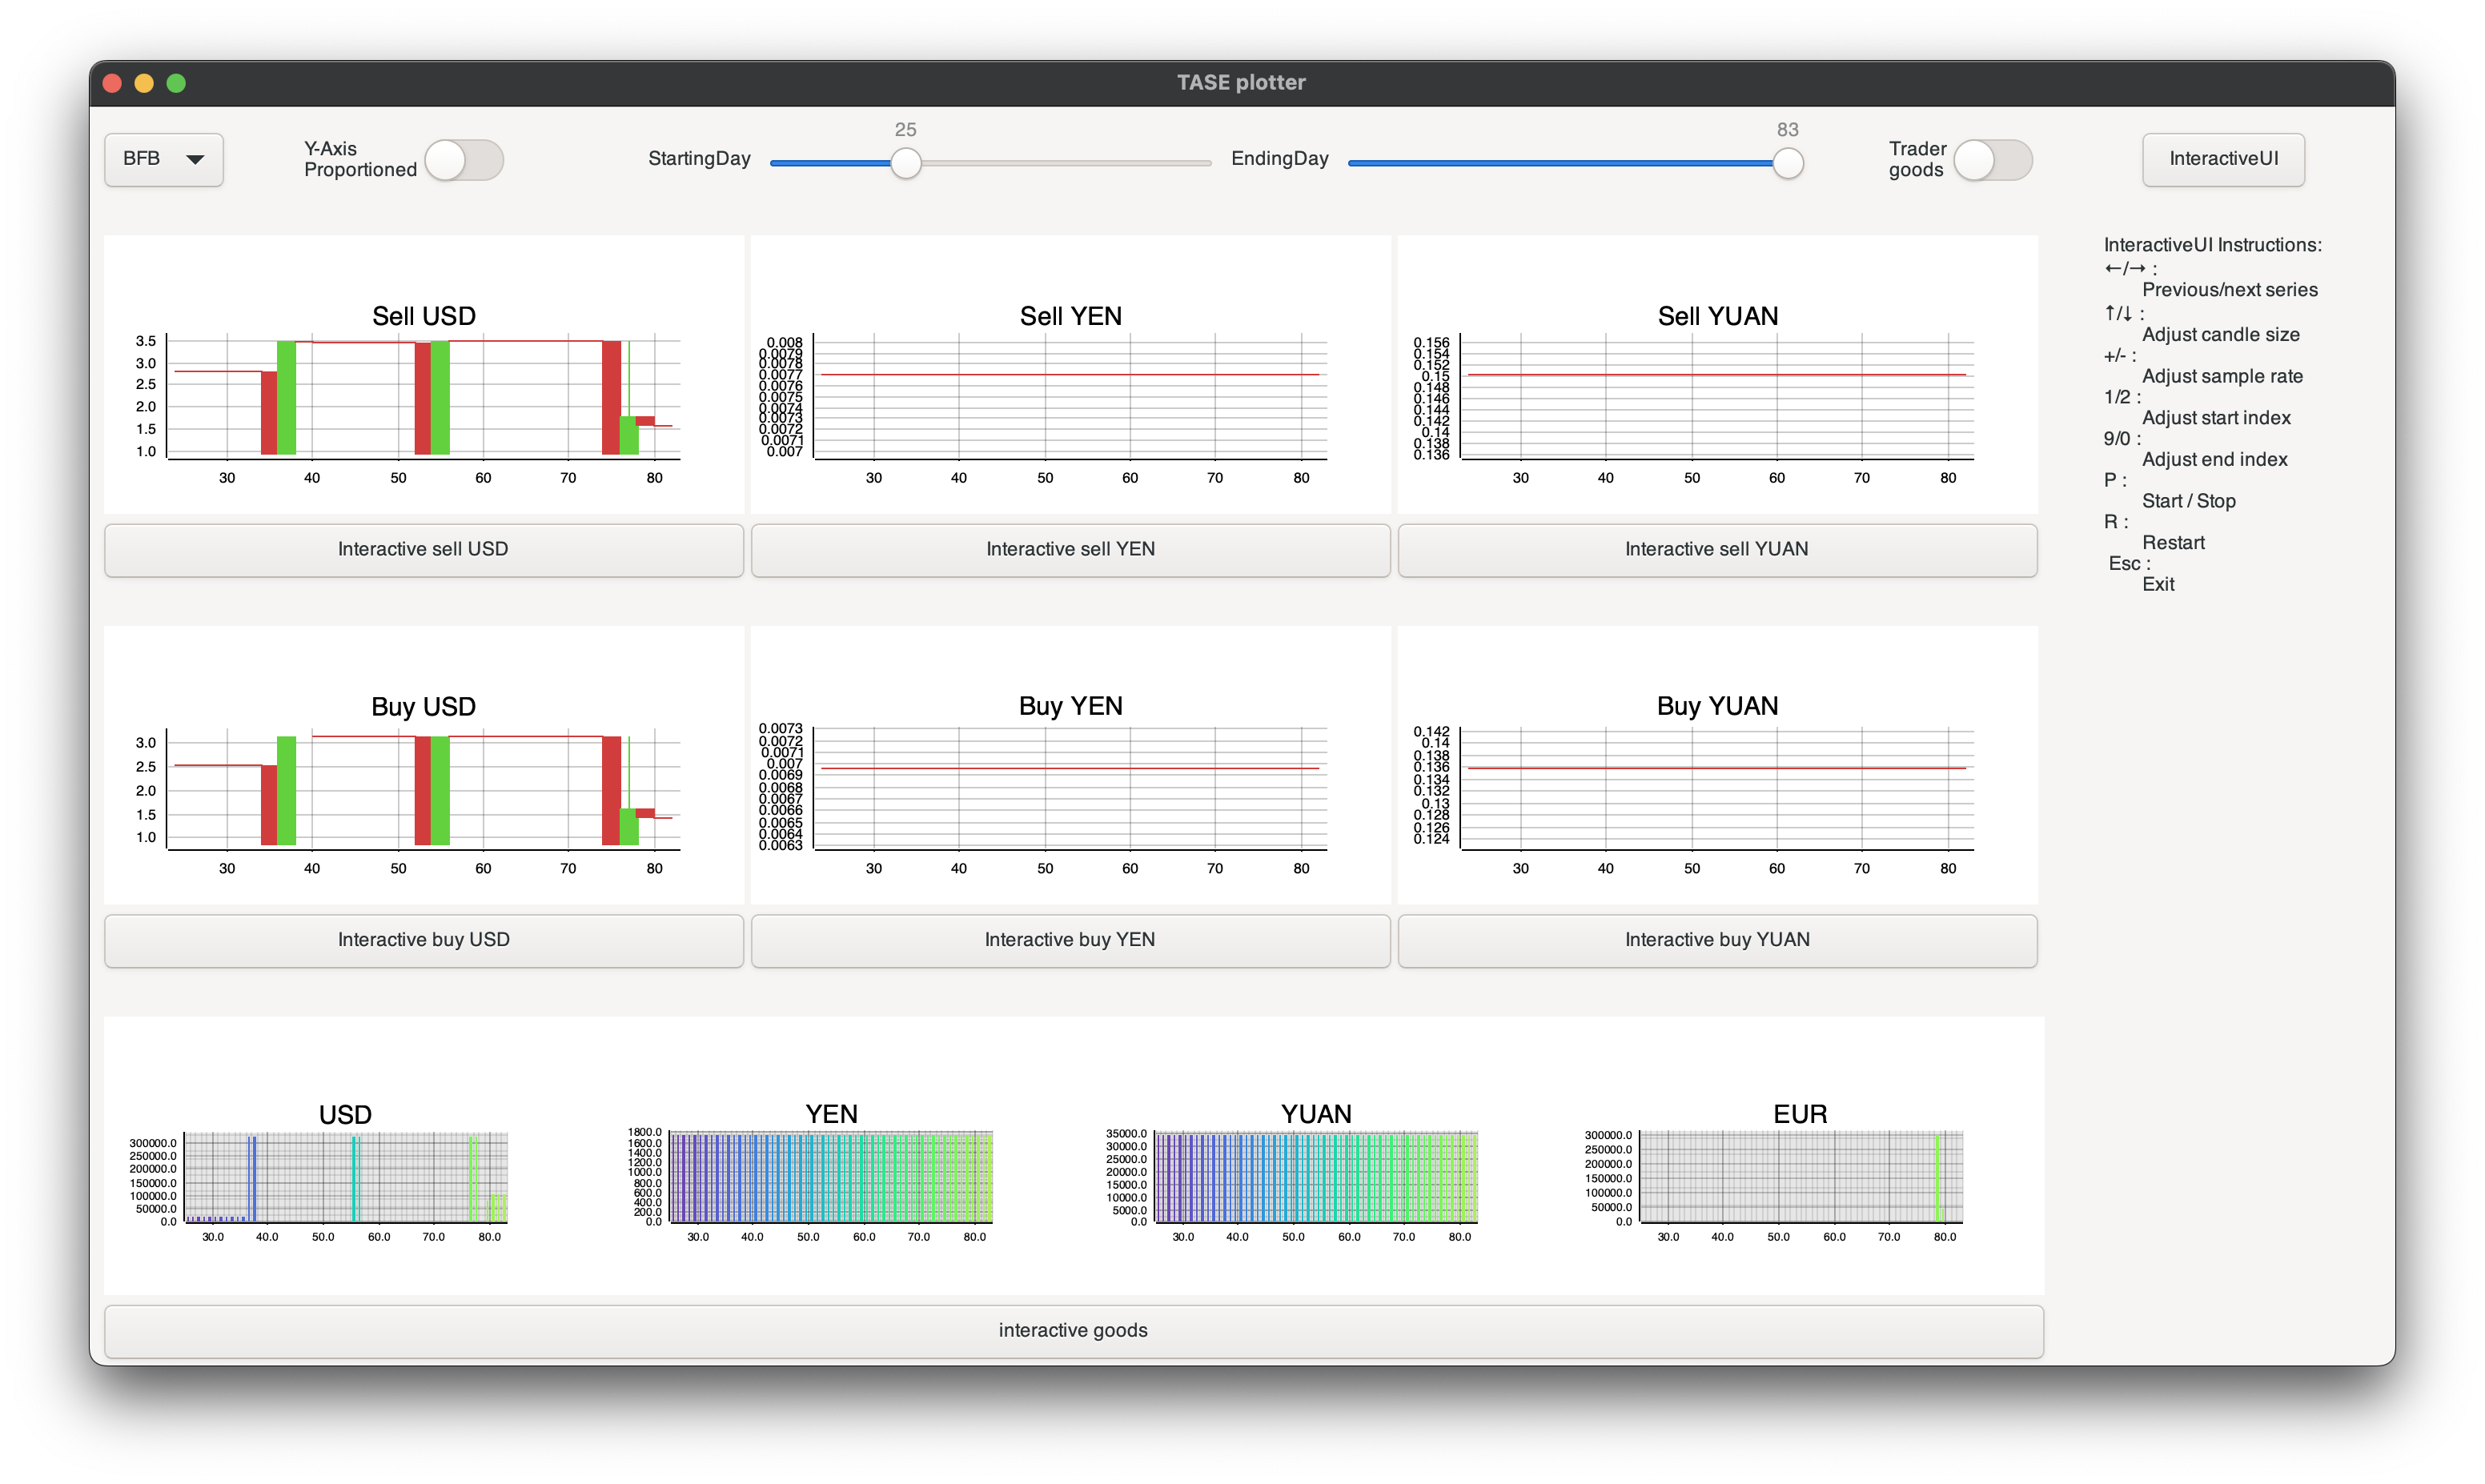 TASE plotter
BFB
Y-Axis
Proportioned
StartingDay
25
EndingDay
83
Trader
goods
InteractiveUI
Sell USD
3.5
3.0
2.5
2.0
1.5
1.0
30 40 50 60 70 80
Sell YEN
0.008
0.0079
0.0078
0.0077
0.0076
0.0075
0.0074
0.0073
0.0072
0.0071
0.007
30 40 50 60 70 80
Sell YUAN
0.156
0.154
0.152
0.15
0.148
0.146
0.144
0.142
0.14
0.138
0.136
30 40 50 60 70 80
Interactive sell USD
Interactive sell YEN
Interactive sell YUAN
InteractiveUI Instructions:
←/→ :
Previous/next series
↑/↓ :
Adjust candle size
+/- :
Adjust sample rate
1/2 :
Adjust start index
9/0 :
Adjust end index
P :
Start / Stop
R :
Restart
Esc :
Exit
Buy USD
3.0
2.5
2.0
1.5
1.0
30 40 50 60 70 80
Buy YEN
0.0073
0.0072
0.0071
0.007
0.0069
0.0068
0.0067
0.0066
0.0065
0.0064
0.0063
30 40 50 60 70 80
Buy YUAN
0.142
0.14
0.138
0.136
0.134
0.132
0.13
0.128
0.126
0.124
30 40 50 60 70 80
Interactive buy USD
Interactive buy YEN
Interactive buy YUAN
USD
300000.0
250000.0
200000.0
150000.0
100000.0
50000.0
0.0
30.0 40.0 50.0 60.0 70.0 80.0
YEN
1800.0
1600.0
1400.0
1200.0
1000.0
800.0
600.0
400.0
200.0
0.0
30.0 40.0 50.0 60.0 70.0 80.0
YUAN
35000.0
30000.0
25000.0
20000.0
15000.0
10000.0
5000.0
0.0
30.0 40.0 50.0 60.0 70.0 80.0
EUR
300000.0
250000.0
200000.0
150000.0
100000.0
50000.0
0.0
30.0 40.0 50.0 60.0 70.0 80.0
interactive goods